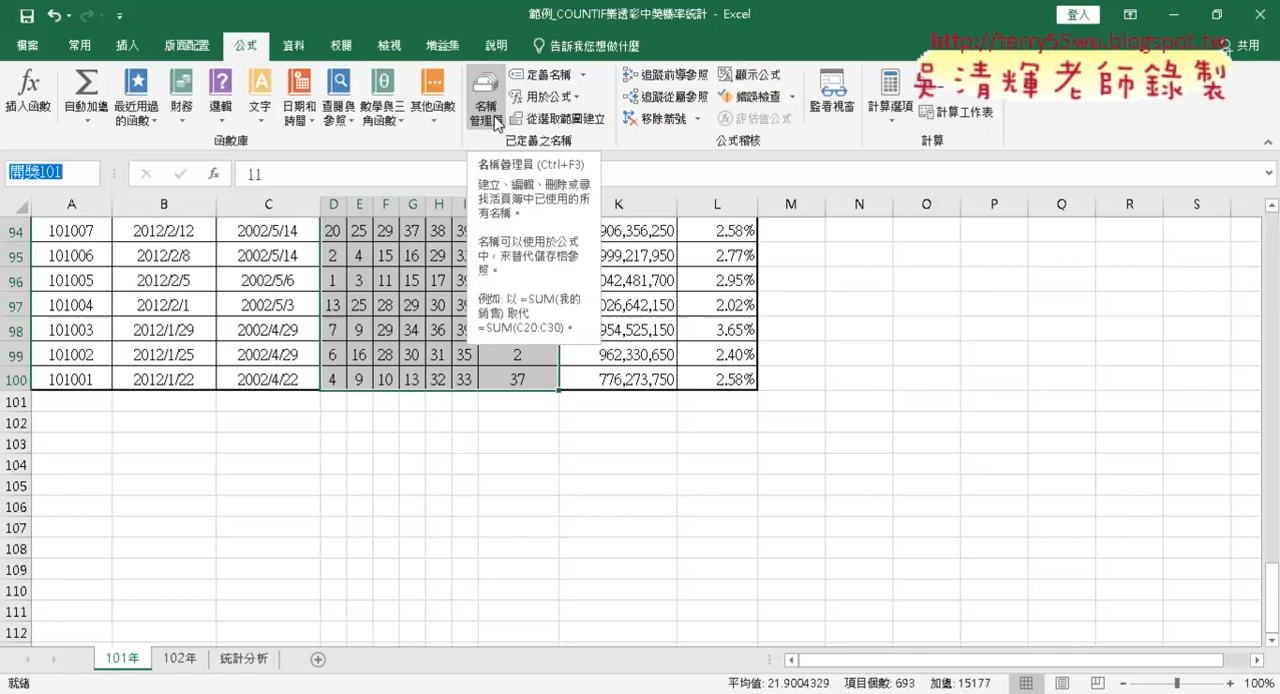 範例_COUNTIF樂透彩中獎機率統計 - Excel
登入
檔案 常用 插入 版面配置 公式 資料 校閱 檢視 增益集 說明 告訴我您想做什麼 共用
http://terry55wu.blogspot.tw
吳清輝老師錄製
插入函數 自動加總 最近用過的函數 財務 邏輯 文字 日期和時間 查閱與參照 數學與三角函數 其他函數
函數庫
名稱管理員 定義名稱 用於公式 從選取範圍建立
已定義之名稱
追蹤前導參照 追蹤從屬參照 移除箭號 顯示公式 錯誤檢查 評估值公式
公式稽核
監看視窗
計算選項 計算工作表
計算
開獎101 fx 11
名稱管理員 (Ctrl+F3)
建立、編輯、刪除或尋
找活頁簿中已使用的所
有名稱。
名稱可以使用於公式
中，來替代儲存格參
照。
例如: 以 =SUM(我的
銷售) 取代
=SUM(C20:C30)。
A B C D E F G H I K L M N O P Q R S
94 101007 2012/2/12 2002/5/14 20 25 29 37 38 906,356,250 2.58%
95 101006 2012/2/8 2002/5/14 2 4 15 16 29 999,217,950 2.77%
96 101005 2012/2/5 2002/5/6 1 3 11 15 17 042,481,700 2.95%
97 101004 2012/2/1 2002/5/3 13 25 28 29 30 026,642,150 2.02%
98 101003 2012/1/29 2002/4/29 7 9 29 34 36 954,525,150 3.65%
99 101002 2012/1/25 2002/4/29 6 16 28 30 31 35 2 962,330,650 2.40%
100 101001 2012/1/22 2002/4/22 4 9 10 13 32 33 37 776,273,750 2.58%
101
102
103
104
105
106
107
108
109
110
111
112
101年 102年 統計分析
就緒 平均值: 21.9004329 項目個數: 693 加總: 15177 100%